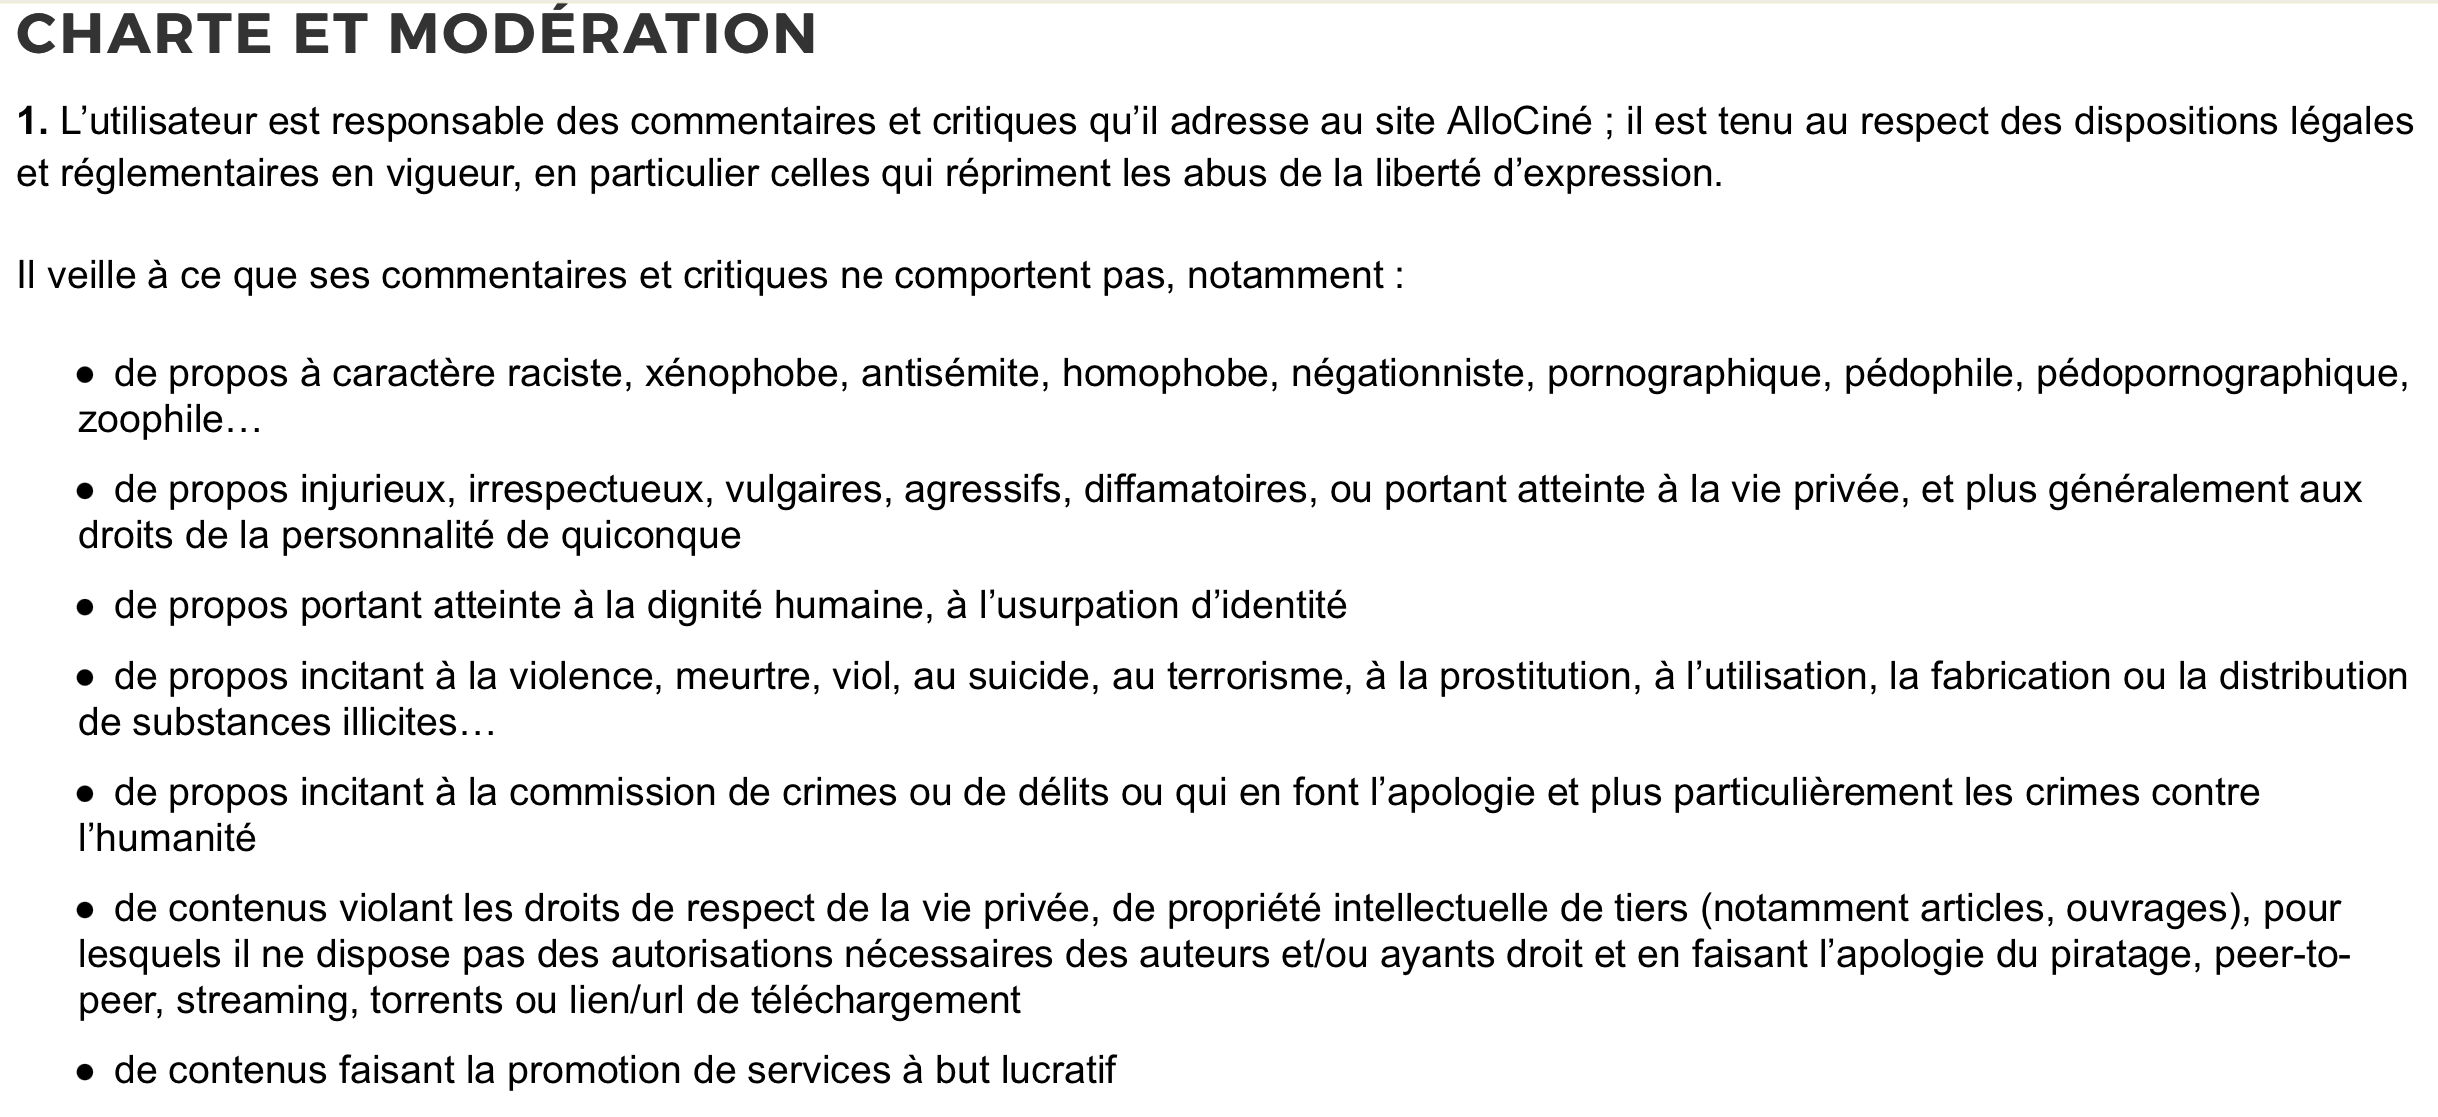 CHARTE ET MODÉRATION
1. L’utilisateur est responsable des commentaires et critiques qu’il adresse au site AlloCiné ; il est tenu au respect des dispositions légales
et réglementaires en vigueur, en particulier celles qui répriment les abus de la liberté d’expression.
Il veille à ce que ses commentaires et critiques ne comportent pas, notamment :
● de propos à caractère raciste, xénophobe, antisémite, homophobe, négationniste, pornographique, pédophile, pédopornographique,
zoophile…
● de propos injurieux, irrespectueux, vulgaires, agressifs, diffamatoires, ou portant atteinte à la vie privée, et plus généralement aux
droits de la personnalité de quiconque
● de propos portant atteinte à la dignité humaine, à l’usurpation d’identité
● de propos incitant à la violence, meurtre, viol, au suicide, au terrorisme, à la prostitution, à l’utilisation, la fabrication ou la distribution
de substances illicites…
● de propos incitant à la commission de crimes ou de délits ou qui en font l’apologie et plus particulièrement les crimes contre
l’humanité
● de contenus violant les droits de respect de la vie privée, de propriété intellectuelle de tiers (notamment articles, ouvrages), pour
lesquels il ne dispose pas des autorisations nécessaires des auteurs et/ou ayants droit et en faisant l’apologie du piratage, peer-to-
peer, streaming, torrents ou lien/url de téléchargement
● de contenus faisant la promotion de services à but lucratif